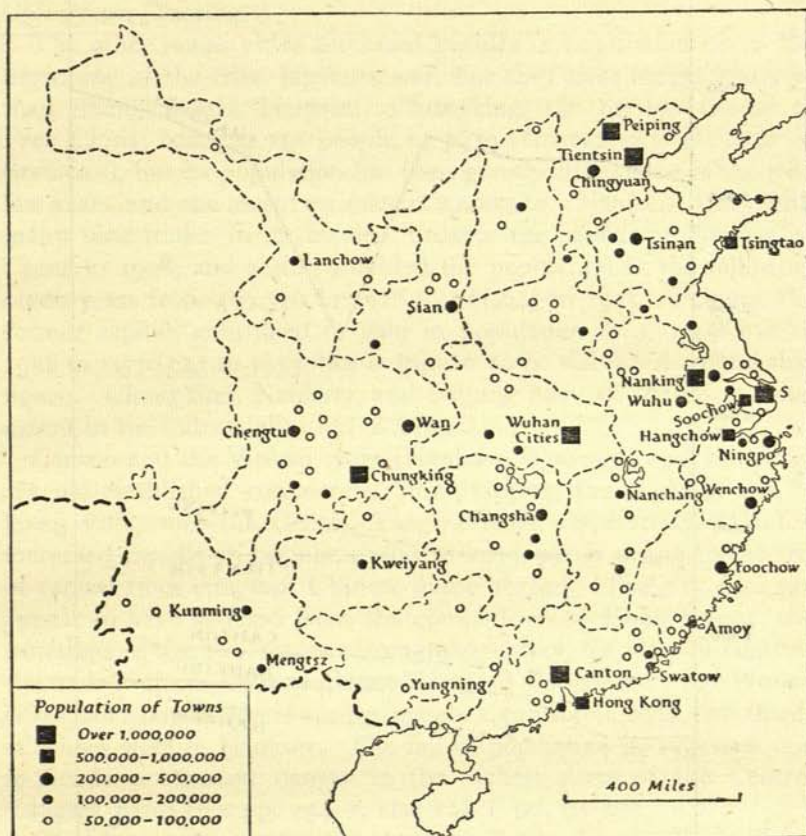 Peiping
Tientsin
Chingyuan
Lanchow
Tsinan
Tsingtao
Sian
Nanking
Wuhu
Soochow
S
Chengtu
Wan
Wuhan
Cities
Hangchow
Ningpo
Chungking
Nanchang
Wenchow
Changsha
Kweiyang
Foochow
Kunming
Amoy
Mengtsz
Yungning
Canton
Swatow
Hong Kong
Population of Towns
Over 1,000,000
500,000-1,000,000
200,000-500,000
100,000-200,000
50,000-100,000
400 Miles